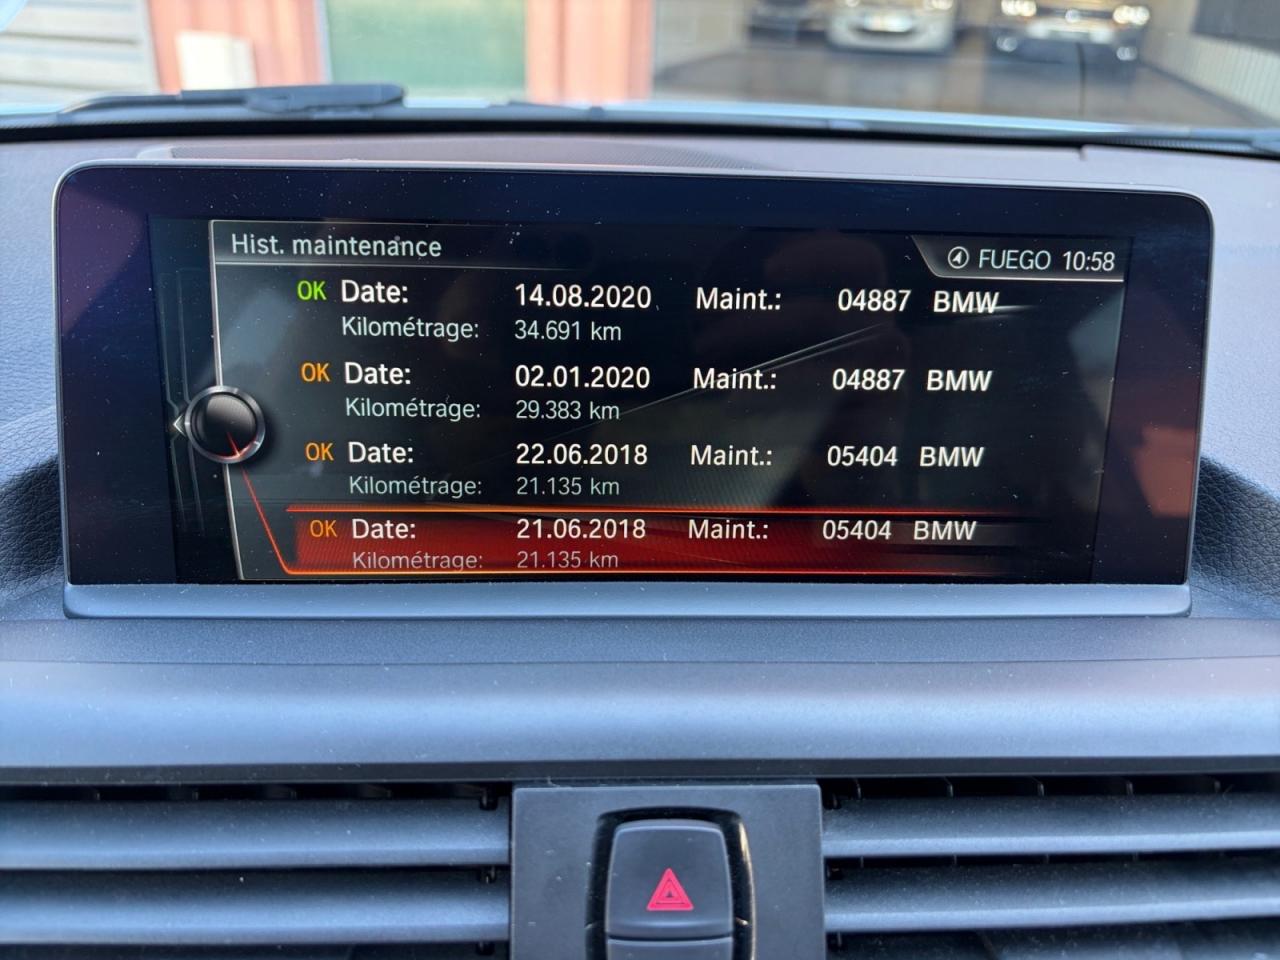 Hist. maintenance
FUEGO 10:58
OK Date: 14.08.2020 Maint.: 04887 BMW
Kilométrage: 34.691 km
OK Date: 02.01.2020 Maint.: 04887 BMW
Kilométrage: 29.383 km
OK Date: 22.06.2018 Maint.: 05404 BMW
Kilométrage: 21.135 km
OK Date: 21.06.2018 Maint.: 05404 BMW
Kilométrage: 21.135 km